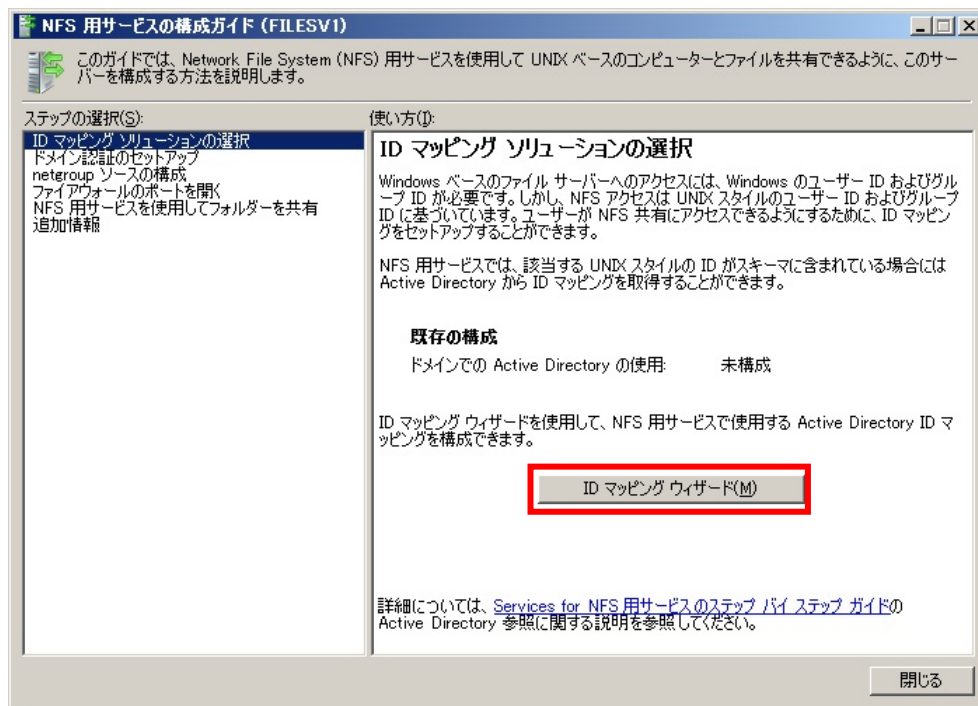 NFS 用サービスの構成ガイド (FILESV1)
このガイドでは、Network File System (NFS) 用サービスを使用して UNIX ベースのコンピューターとファイルを共有できるように、このサー
バーを構成する方法を説明します。
ステップの選択(S):
ID マッピング ソリューションの選択
ドメイン認証のセットアップ
netgroup ソースの構成
ファイアウォールのポートを開く
NFS 用サービスを使用してフォルダーを共有
追加情報
使い方(I):
ID マッピング ソリューションの選択
Windows ベースのファイル サーバーへのアクセスには、Windows のユーザー ID およびグル
ープ ID が必要です。しかし、NFS アクセスは UNIX スタイルのユーザー ID およびグループ
ID に基づいています。ユーザーが NFS 共有にアクセスできるようにするために、ID マッピン
グをセットアップすることができます。
NFS 用サービスでは、該当する UNIX スタイルの ID がスキーマに含まれている場合には
Active Directory から ID マッピングを取得することができます。
既存の構成
ドメインでの Active Directory の使用: 未構成
ID マッピング ウィザードを使用して、NFS 用サービスで使用する Active Directory ID マ
ッピングを構成できます。
ID マッピング ウィザード(M)
詳細については、Services for NFS 用サービスのステップ バイ ステップ ガイドの
Active Directory 参照に関する説明を参照してください。
閉じる